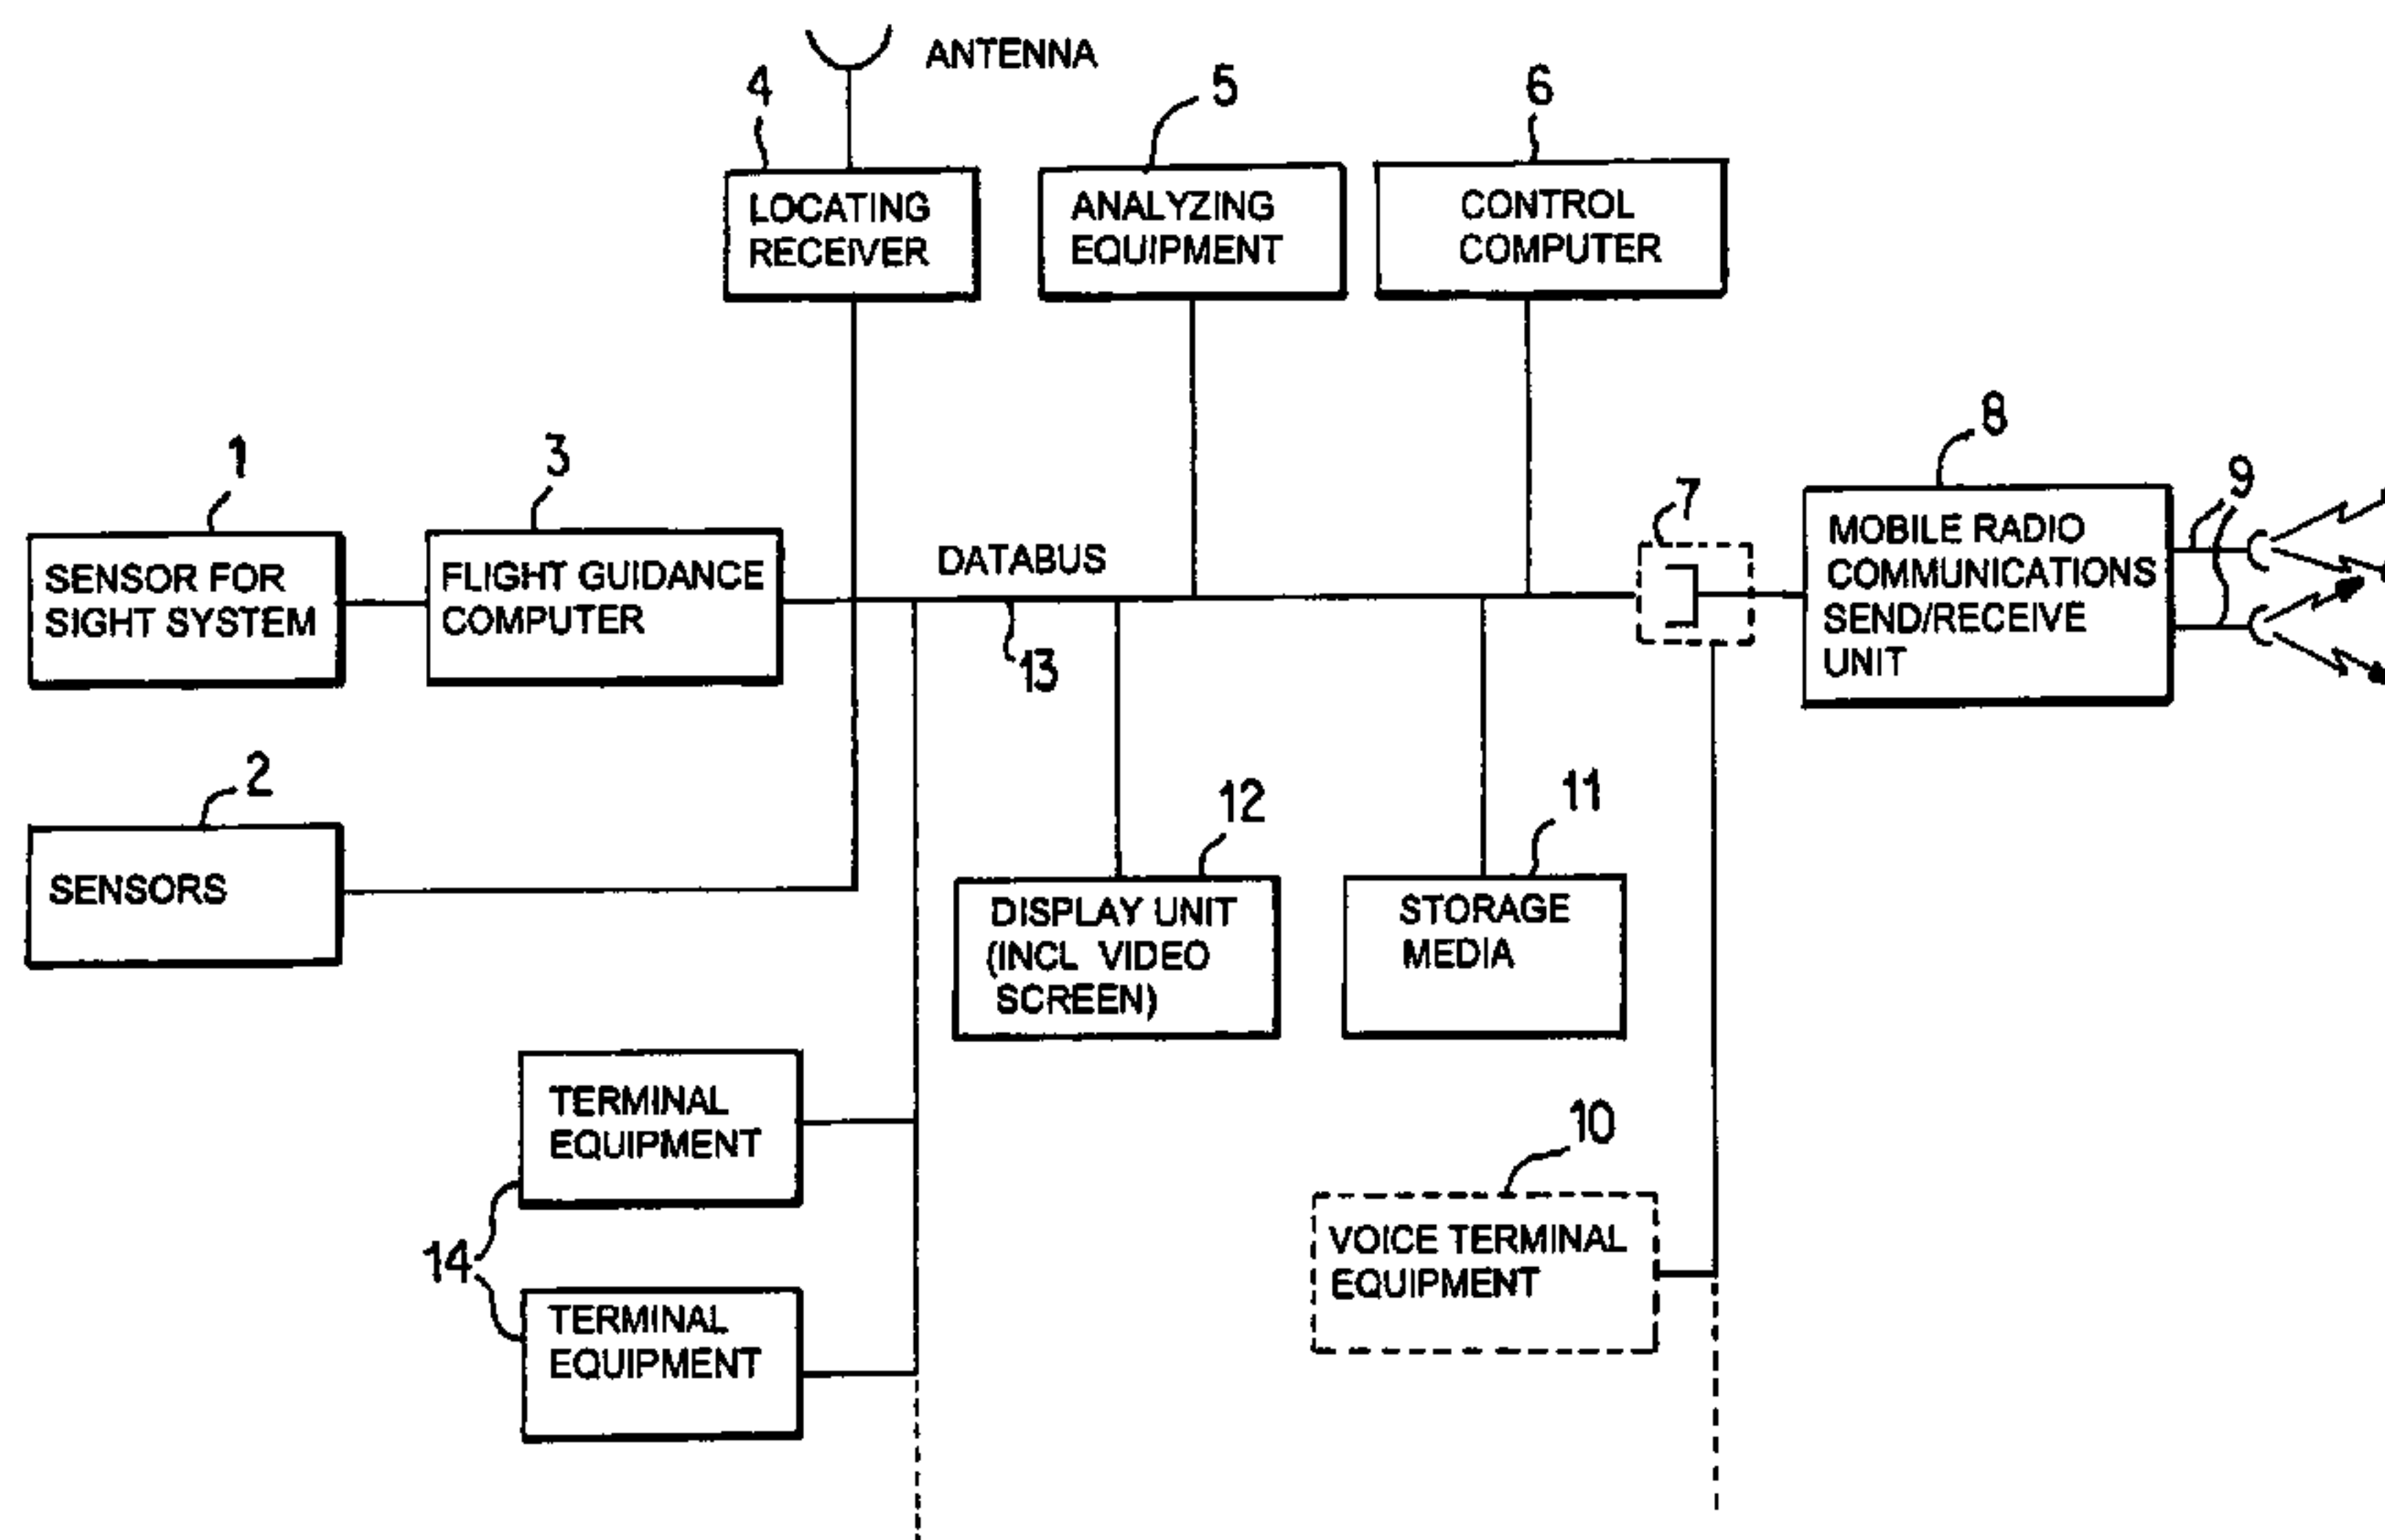 ANTENNA
4
5
6
LOCATING
RECEIVER
ANALYZING
EQUIPMENT
CONTROL
COMPUTER
1
3
7
8
9
SENSOR FOR
SIGHT SYSTEM
FLIGHT GUIDANCE
COMPUTER
DATABUS
13
MOBILE RADIO
COMMUNICATIONS
SEND/RECEIVE
UNIT
2
SENSORS
12
11
DISPLAY UNIT
(INCL VIDEO
SCREEN)
STORAGE
MEDIA
14
TERMINAL
EQUIPMENT
TERMINAL
EQUIPMENT
10
VOICE TERMINAL
EQUIPMENT